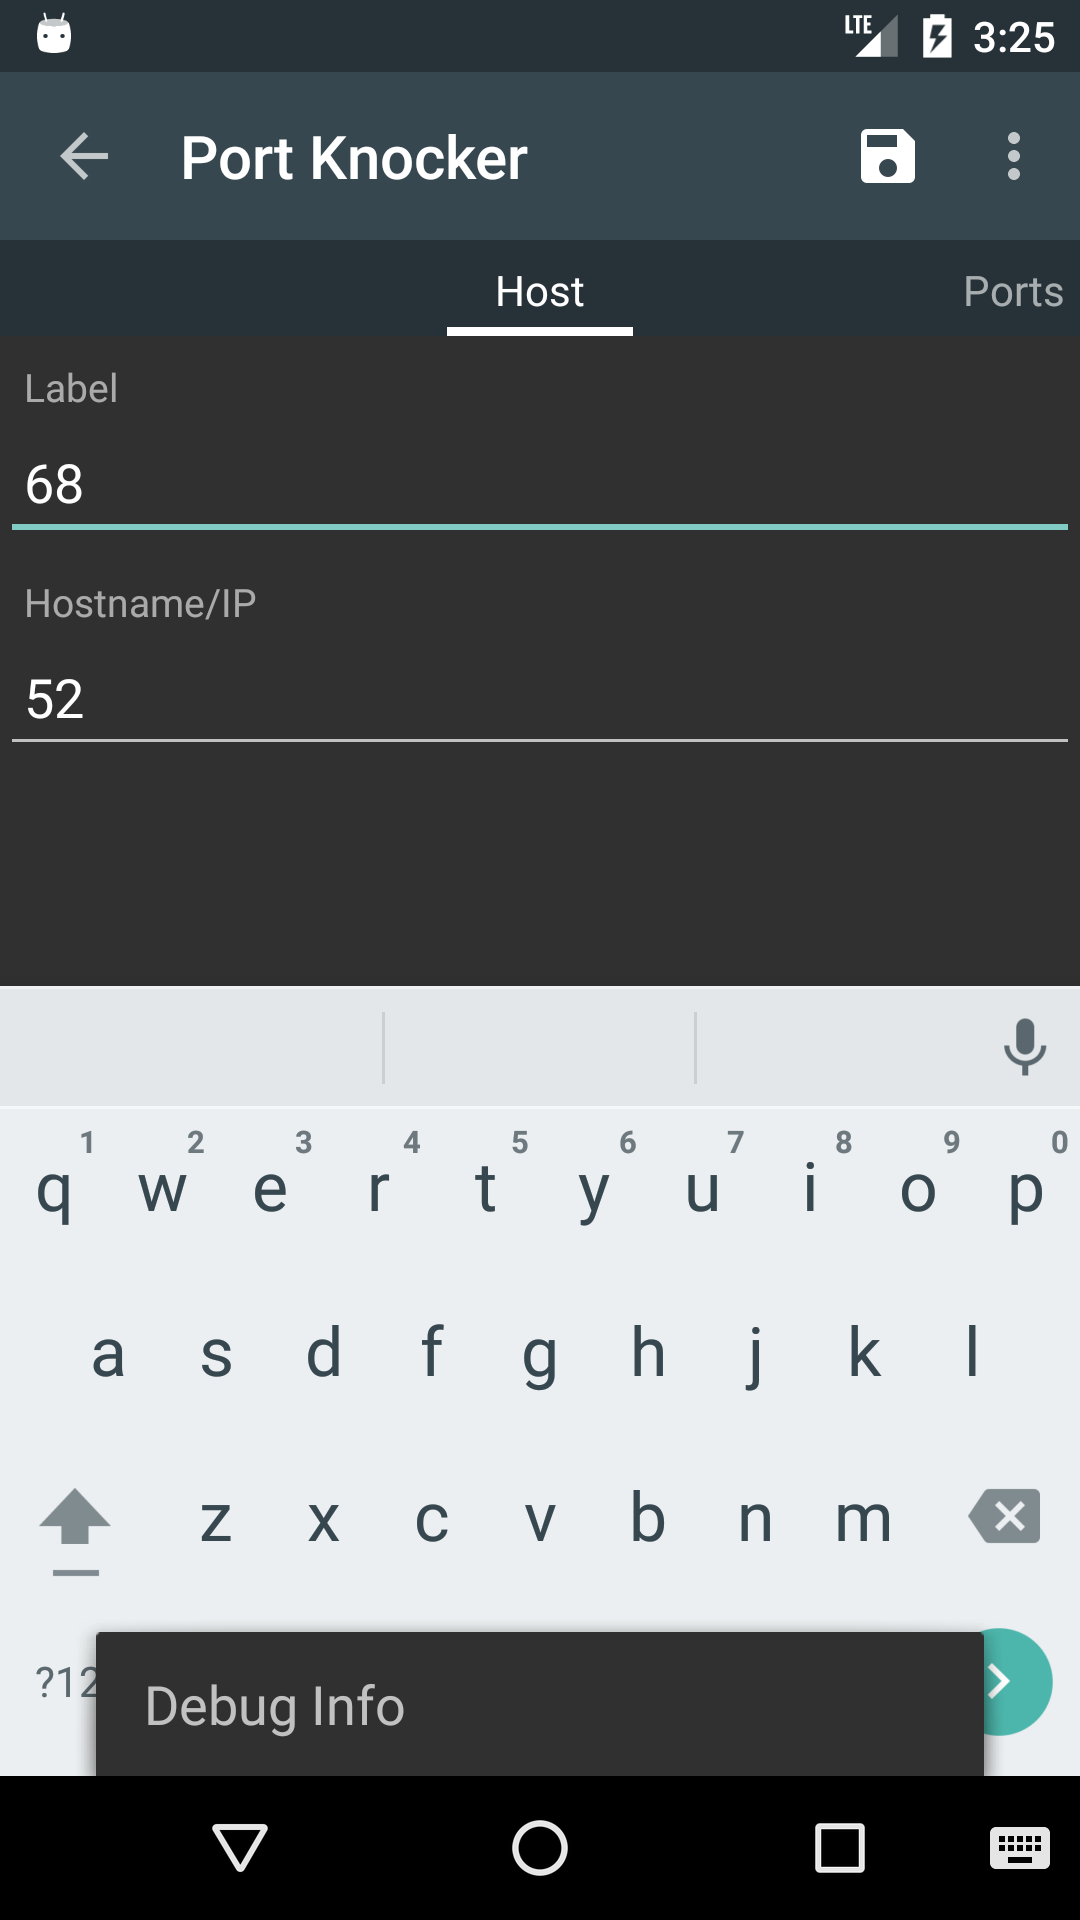 LTE 3:25
Port Knocker
Host Ports
Label
68
Hostname/IP
52
1 2 3 4 5 6 7 8 9 0
q w e r t y u i o p
a s d f g h j k l
z x c v b n m
?12
Debug Info